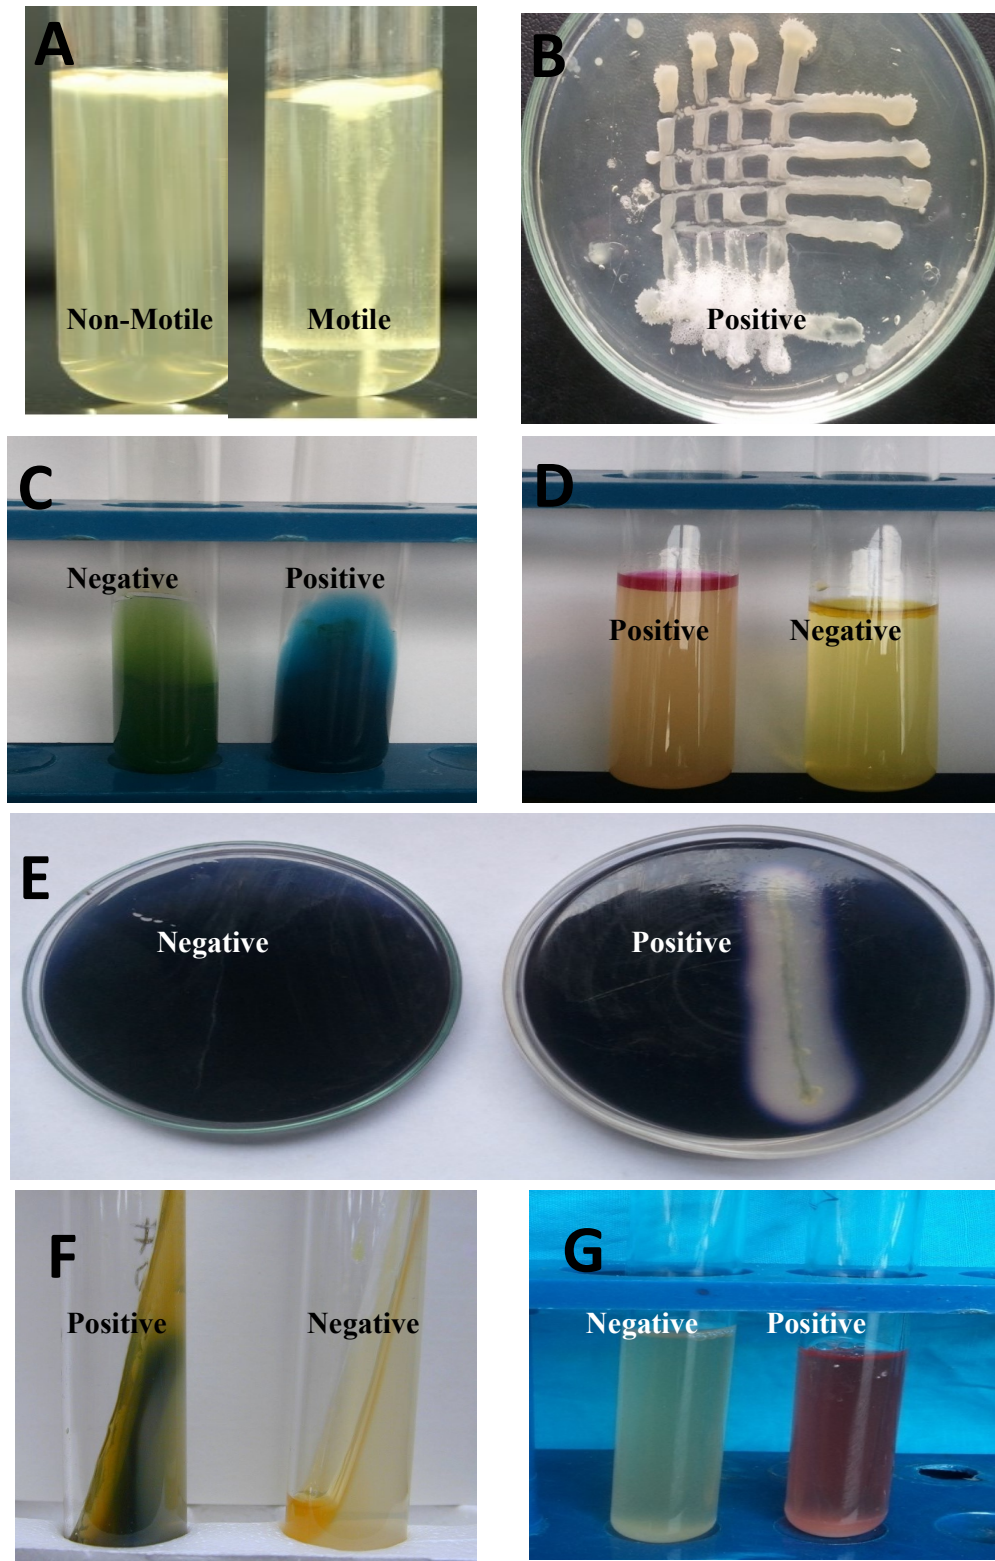 A
Non-Motile
Motile
B
Positive
C
Negative
Positive
D
Positive
Negative
E
Negative
Positive
F
Positive
Negative
G
Negative
Positive